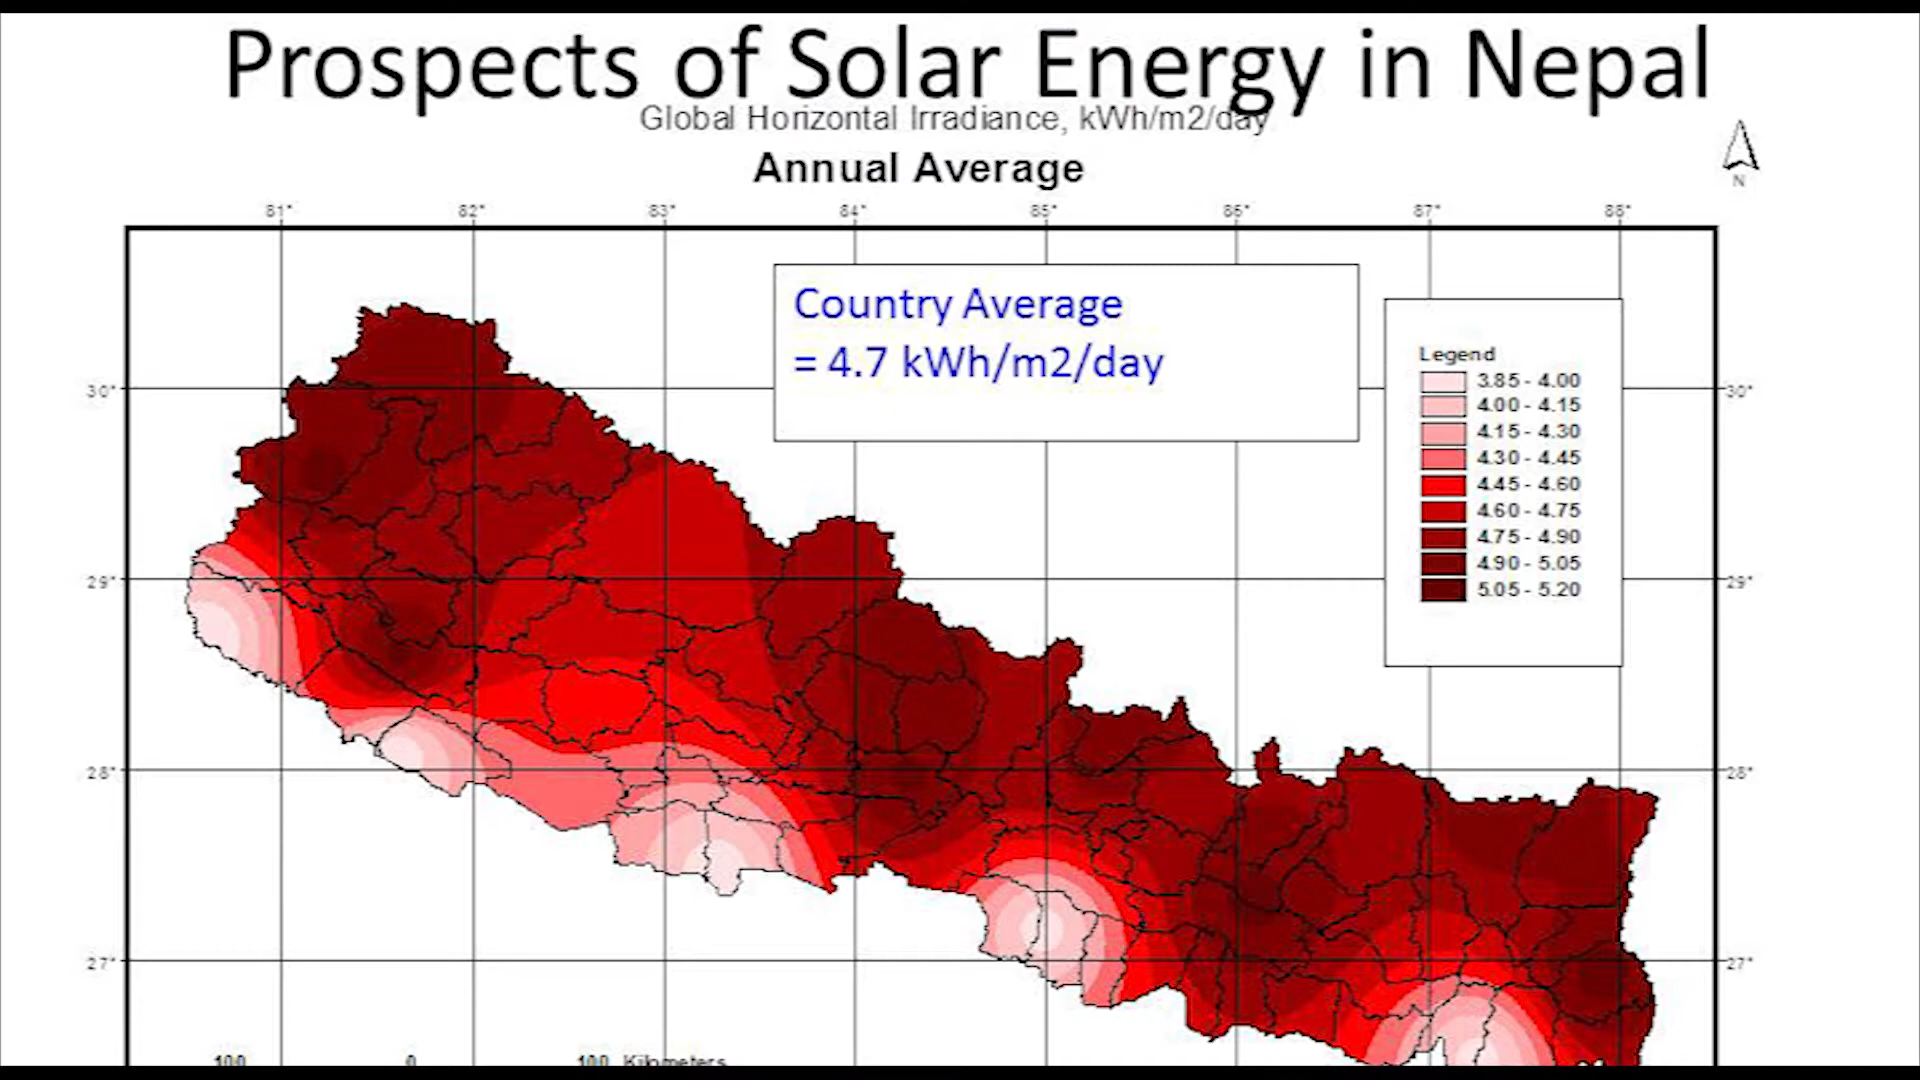 Prospects of Solar Energy in Nepal
Global Horizontal Irradiance, kWh/m2/day
Annual Average
N
81° 82° 83° 84° 85° 86° 87° 88°
Country Average
= 4.7 kWh/m2/day
Legend
3.85 - 4.00
4.00 - 4.15
4.15 - 4.30
4.30 - 4.45
4.45 - 4.60
4.60 - 4.75
4.75 - 4.90
4.90 - 5.05
5.05 - 5.20
30° 30°
29° 29°
28° 28°
27° 27°
100 0 100 Kilometers